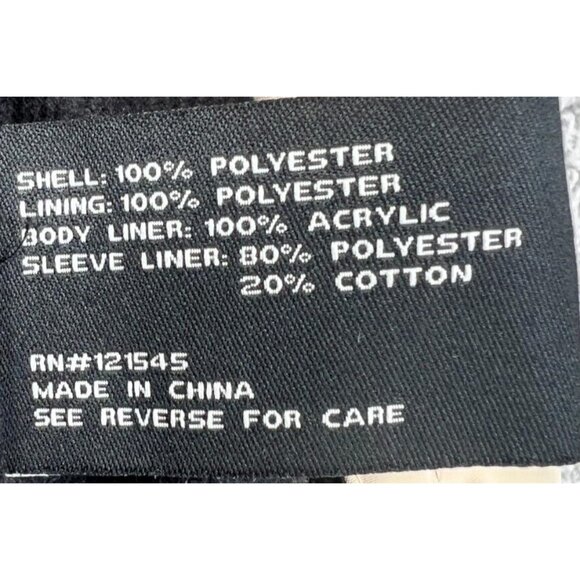 SHELL: 100% POLYESTER
LINING: 100% POLYESTER
BODY LINER: 100% ACRYLIC
SLEEVE LINER: 80% POLYESTER
20% COTTON
RN#121545
MADE IN CHINA
SEE REVERSE FOR CARE